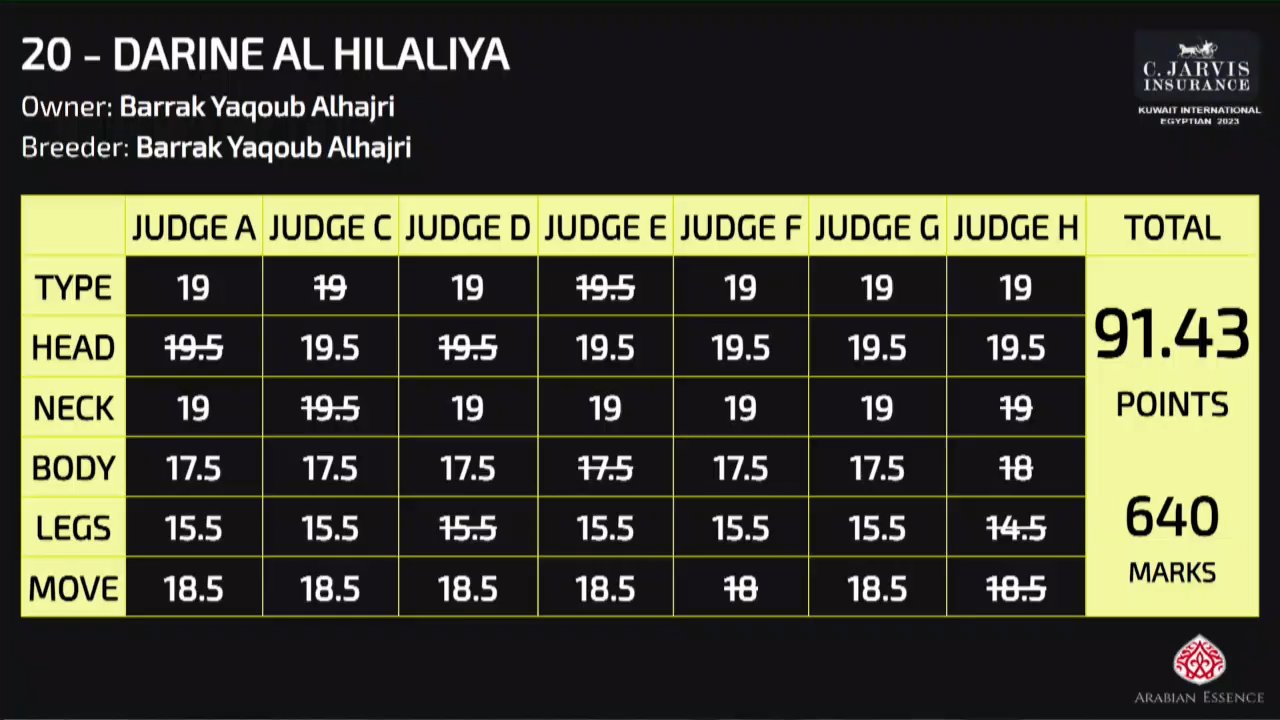 20 - DARINE AL HILALIYA
Owner: Barrak Yaqoub Alhajri
Breeder: Barrak Yaqoub Alhajri
C. JARVIS
INSURANCE
KUWAIT INTERNATIONAL
EGYPTIAN 2023
JUDGE A JUDGE C JUDGE D JUDGE E JUDGE F JUDGE G JUDGE H TOTAL
TYPE 19 19 19 19.5 19 19 19
HEAD 19.5 19.5 19.5 19.5 19.5 19.5 19.5
NECK 19 19.5 19 19 19 19 19
BODY 17.5 17.5 17.5 17.5 17.5 17.5 18
LEGS 15.5 15.5 15.5 15.5 15.5 15.5 14.5
MOVE 18.5 18.5 18.5 18.5 18 18.5 18.5
91.43
POINTS
640
MARKS
ARABIAN ESSENCE